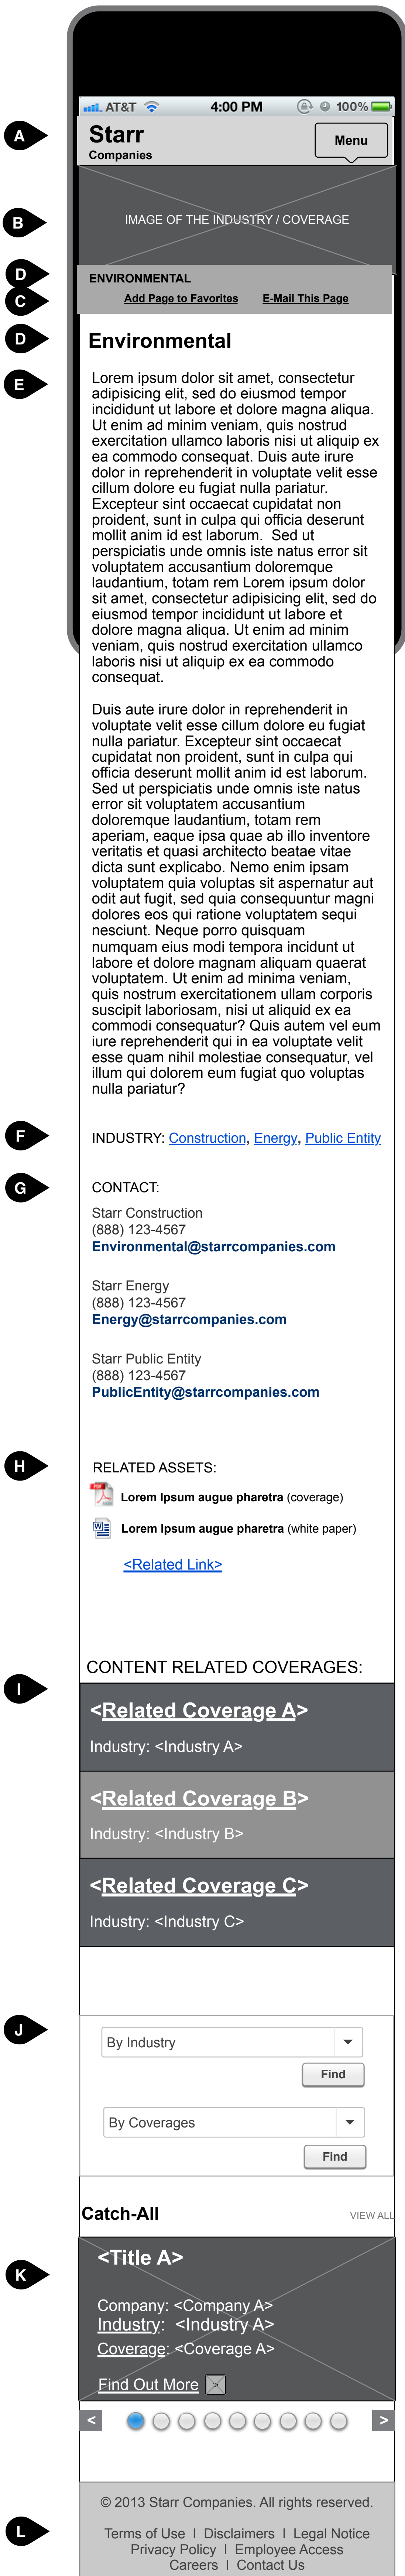 AT&T 4:00 PM 100%
A
Starr
Companies
Menu
B
IMAGE OF THE INDUSTRY / COVERAGE
D
ENVIRONMENTAL
C
Add Page to Favorites E-Mail This Page
D
Environmental
E
Lorem ipsum dolor sit amet, consectetur
adipisicing elit, sed do eiusmod tempor
incididunt ut labore et dolore magna aliqua.
Ut enim ad minim veniam, quis nostrud
exercitation ullamco laboris nisi ut aliquip ex
ea commodo consequat. Duis aute irure
dolor in reprehenderit in voluptate velit esse
cillum dolore eu fugiat nulla pariatur.
Excepteur sint occaecat cupidatat non
proident, sunt in culpa qui officia deserunt
mollit anim id est laborum.  Sed ut
perspiciatis unde omnis iste natus error sit
voluptatem accusantium doloremque
laudantium, totam rem Lorem ipsum dolor
sit amet, consectetur adipisicing elit, sed do
eiusmod tempor incididunt ut labore et
dolore magna aliqua. Ut enim ad minim
veniam, quis nostrud exercitation ullamco
laboris nisi ut aliquip ex ea commodo
consequat.
Duis aute irure dolor in reprehenderit in
voluptate velit esse cillum dolore eu fugiat
nulla pariatur. Excepteur sint occaecat
cupidatat non proident, sunt in culpa qui
officia deserunt mollit anim id est laborum.
Sed ut perspiciatis unde omnis iste natus
error sit voluptatem accusantium
doloremque laudantium, totam rem
aperiam, eaque ipsa quae ab illo inventore
veritatis et quasi architecto beatae vitae
dicta sunt explicabo. Nemo enim ipsam
voluptatem quia voluptas sit aspernatur aut
odit aut fugit, sed quia consequuntur magni
dolores eos qui ratione voluptatem sequi
nesciunt. Neque porro quisquam
numquam eius modi tempora incidunt ut
labore et dolore magnam aliquam quaerat
voluptatem. Ut enim ad minima veniam,
quis nostrum exercitationem ullam corporis
suscipit laboriosam, nisi ut aliquid ex ea
commodi consequatur? Quis autem vel eum
iure reprehenderit qui in ea voluptate velit
esse quam nihil molestiae consequatur, vel
illum qui dolorem eum fugiat quo voluptas
nulla pariatur?
F
INDUSTRY: Construction, Energy, Public Entity
G
CONTACT:
Starr Construction
(888) 123-4567
Environmental@starrcompanies.com
Starr Energy
(888) 123-4567
Energy@starrcompanies.com
Starr Public Entity
(888) 123-4567
PublicEntity@starrcompanies.com
H
RELATED ASSETS:
PDF
Lorem Ipsum augue pharetra (coverage)
W
Lorem Ipsum augue pharetra (white paper)
<Related Link>
CONTENT RELATED COVERAGES:
I
<Related Coverage A>
Industry: <Industry A>
<Related Coverage B>
Industry: <Industry B>
<Related Coverage C>
Industry: <Industry C>
J
By Industry
Find
By Coverages
Find
Catch-All VIEW ALL
K
<Title A>
Company: <Company A>
Industry:  <Industry A>
Coverage: <Coverage A>
Find Out More >
< >
© 2013 Starr Companies. All rights reserved.
L
Terms of Use I Disclaimers I Legal Notice
Privacy Policy I Employee Access
Careers I Contact Us